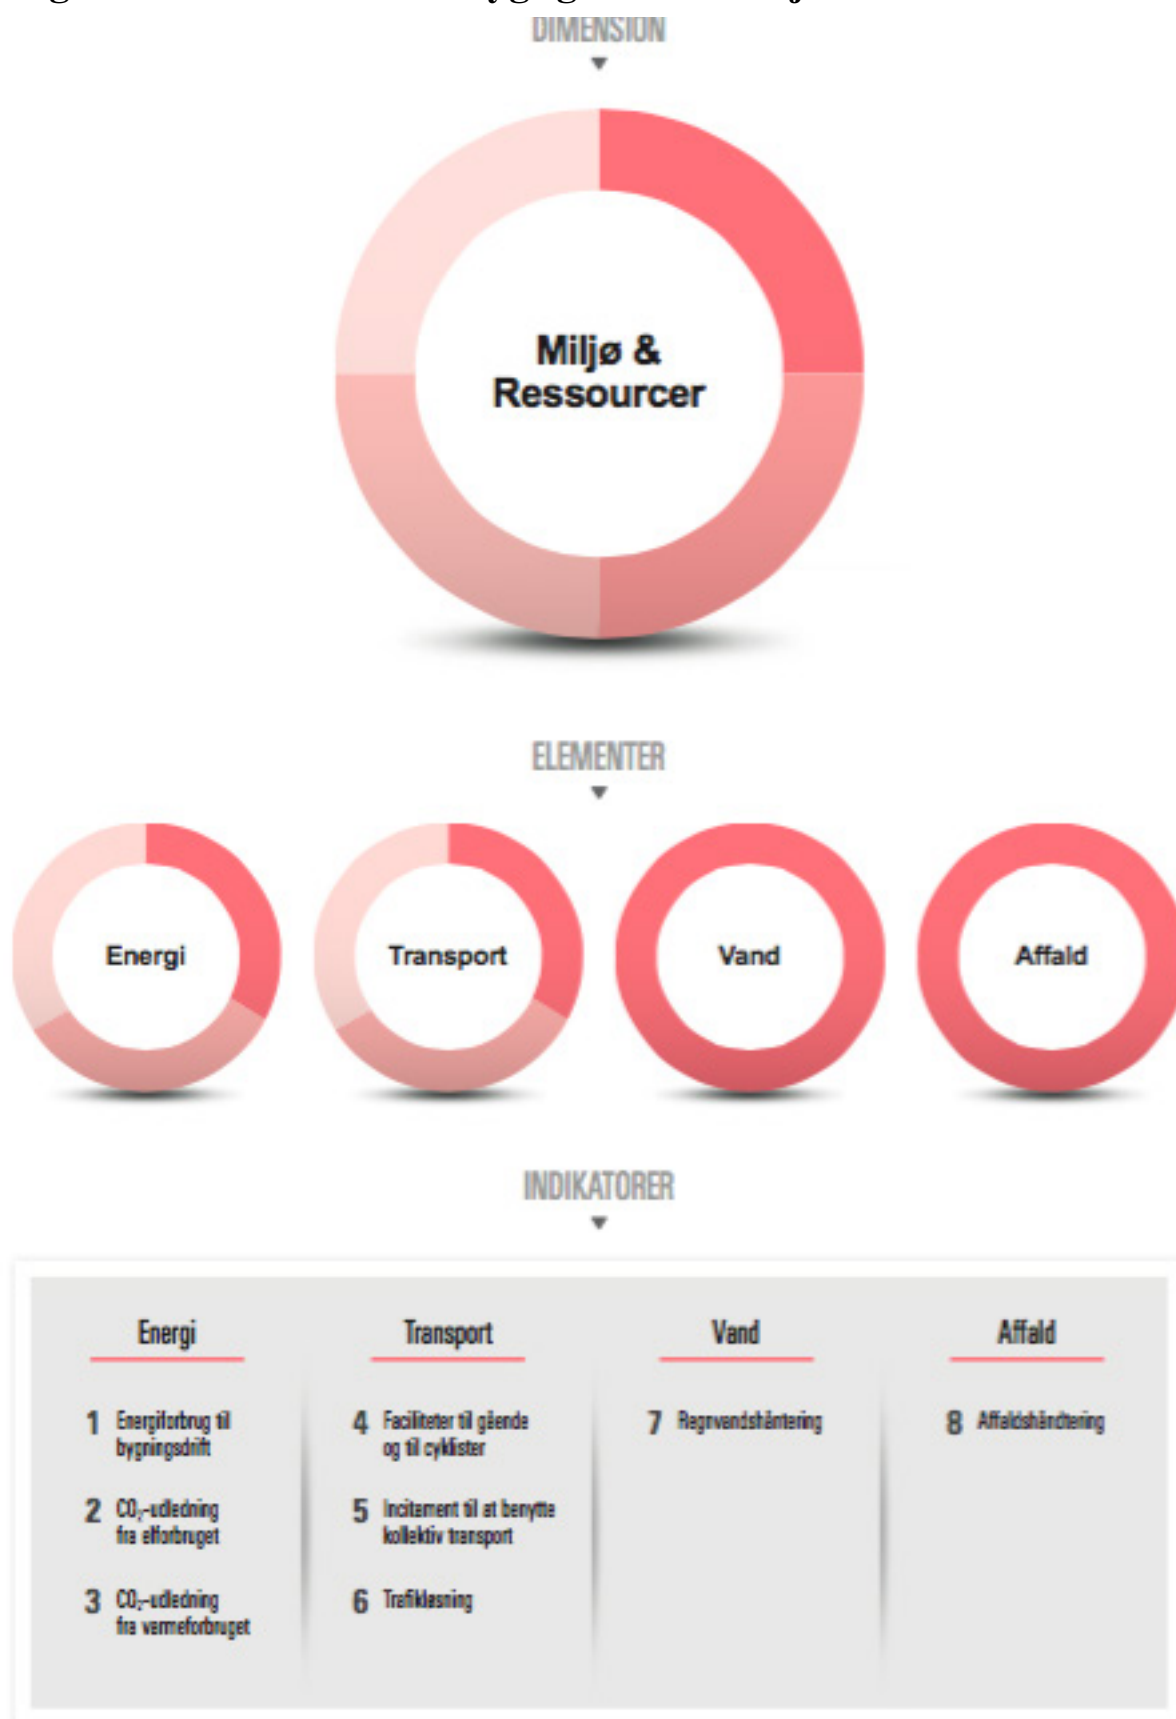 DIMENSION
Miljø &
Ressourcer
ELEMENTER
Energi
Transport
Vand
Affald
INDIKATORER
Energi
1 Energiforbrug til
bygningsdrift
2 CO₂-udledning
fra elforbruget
3 CO₂-udledning
fra varmeforbruget
Transport
4 Faciliteter til gående
og til cyklister
5 Incitament til at benytte
kollektiv transport
6 Trafikløsning
Vand
7 Regnvandshåntering
Affald
8 Affaldshåndtering